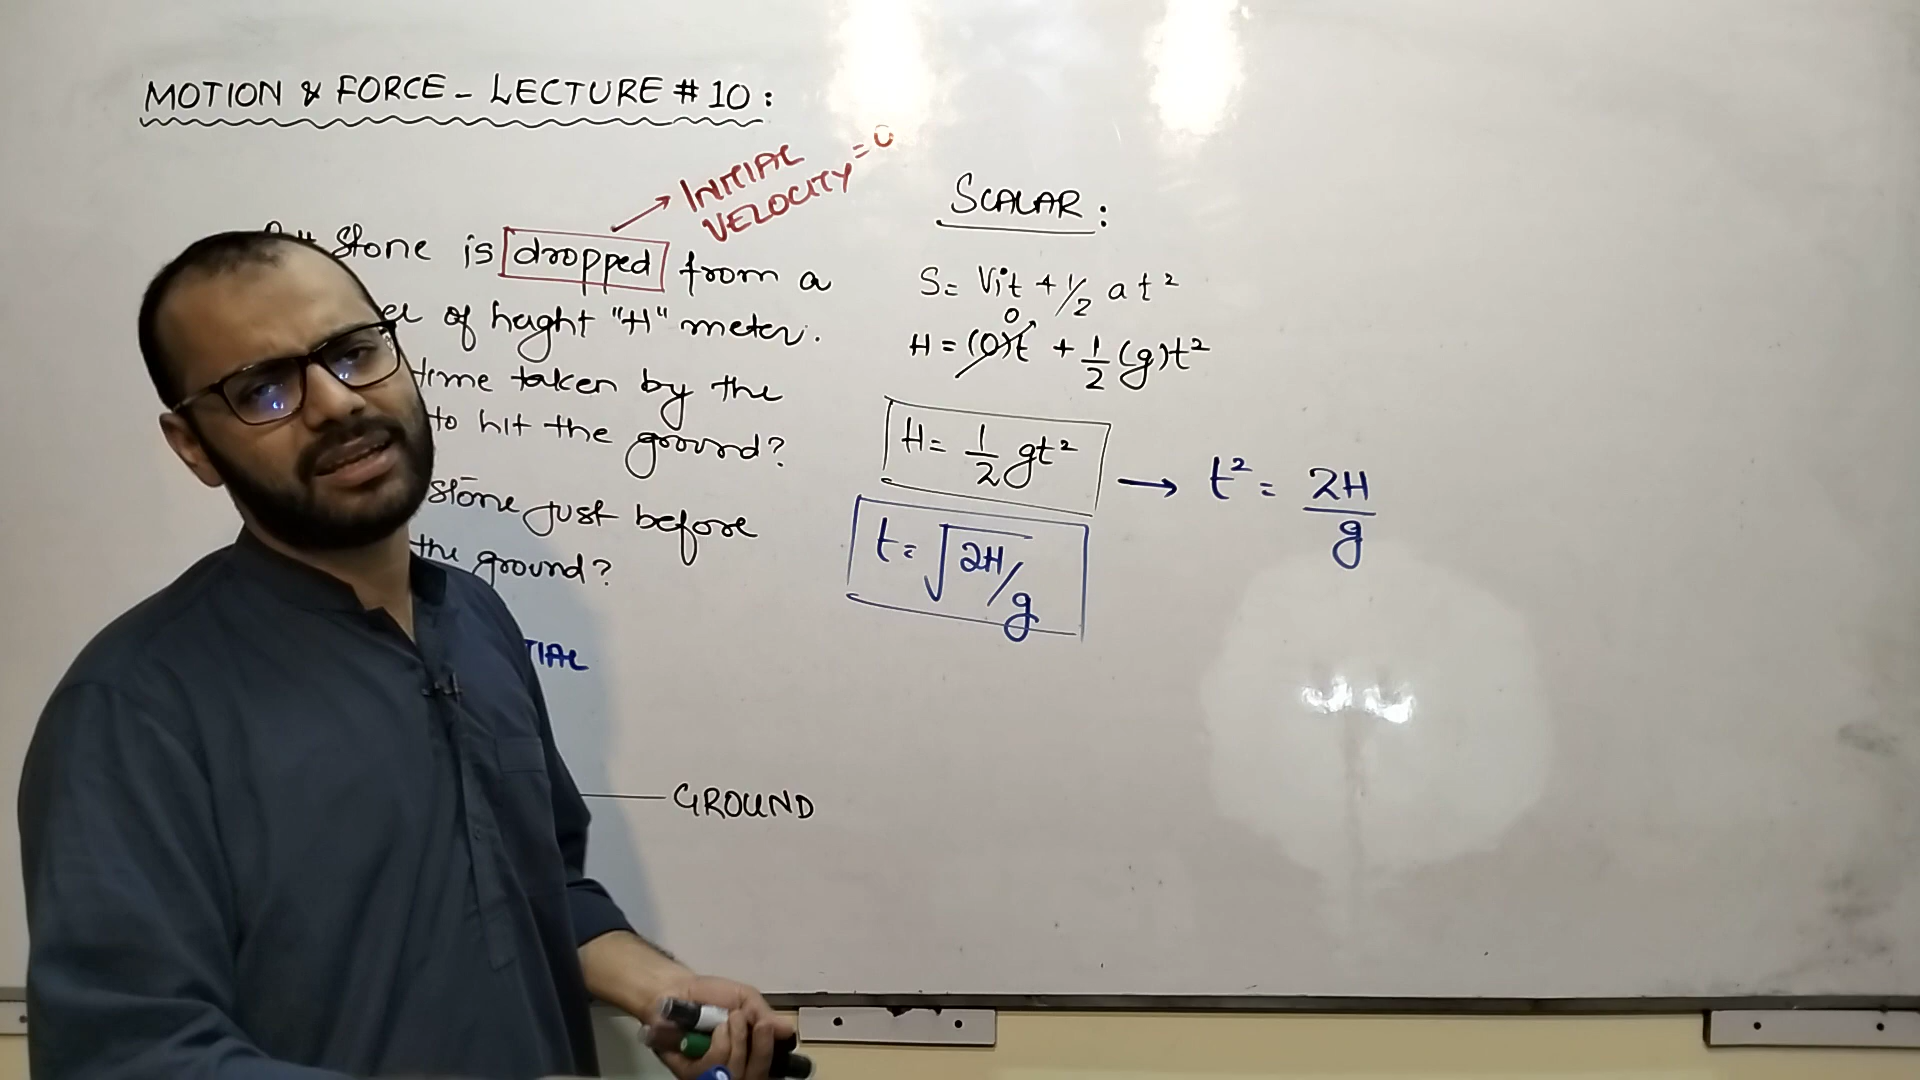 MOTION & FORCE - LECTURE # 10 :
INITIAL
VELOCITY = 0
stone is dropped from a
of height "H" meter.
time taken by the
to hit the ground?
stone just before
the ground?
TIAL
GROUND
SCALAR :
S = Vit + 1/2 at²
0
H = (0)t + 1/2 (g)t²
H = 1/2 gt² → t² = 2H/g
t = √2H/g